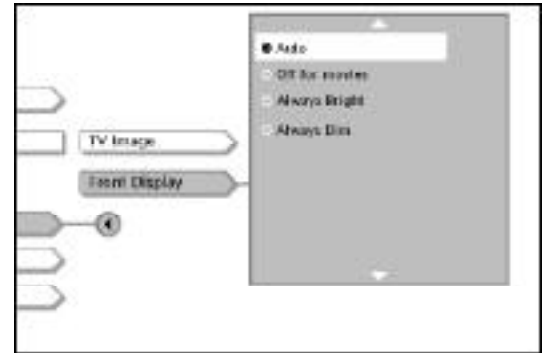 Auto
Off for movies
Always Bright
Always Dim
TV Image
Front Display